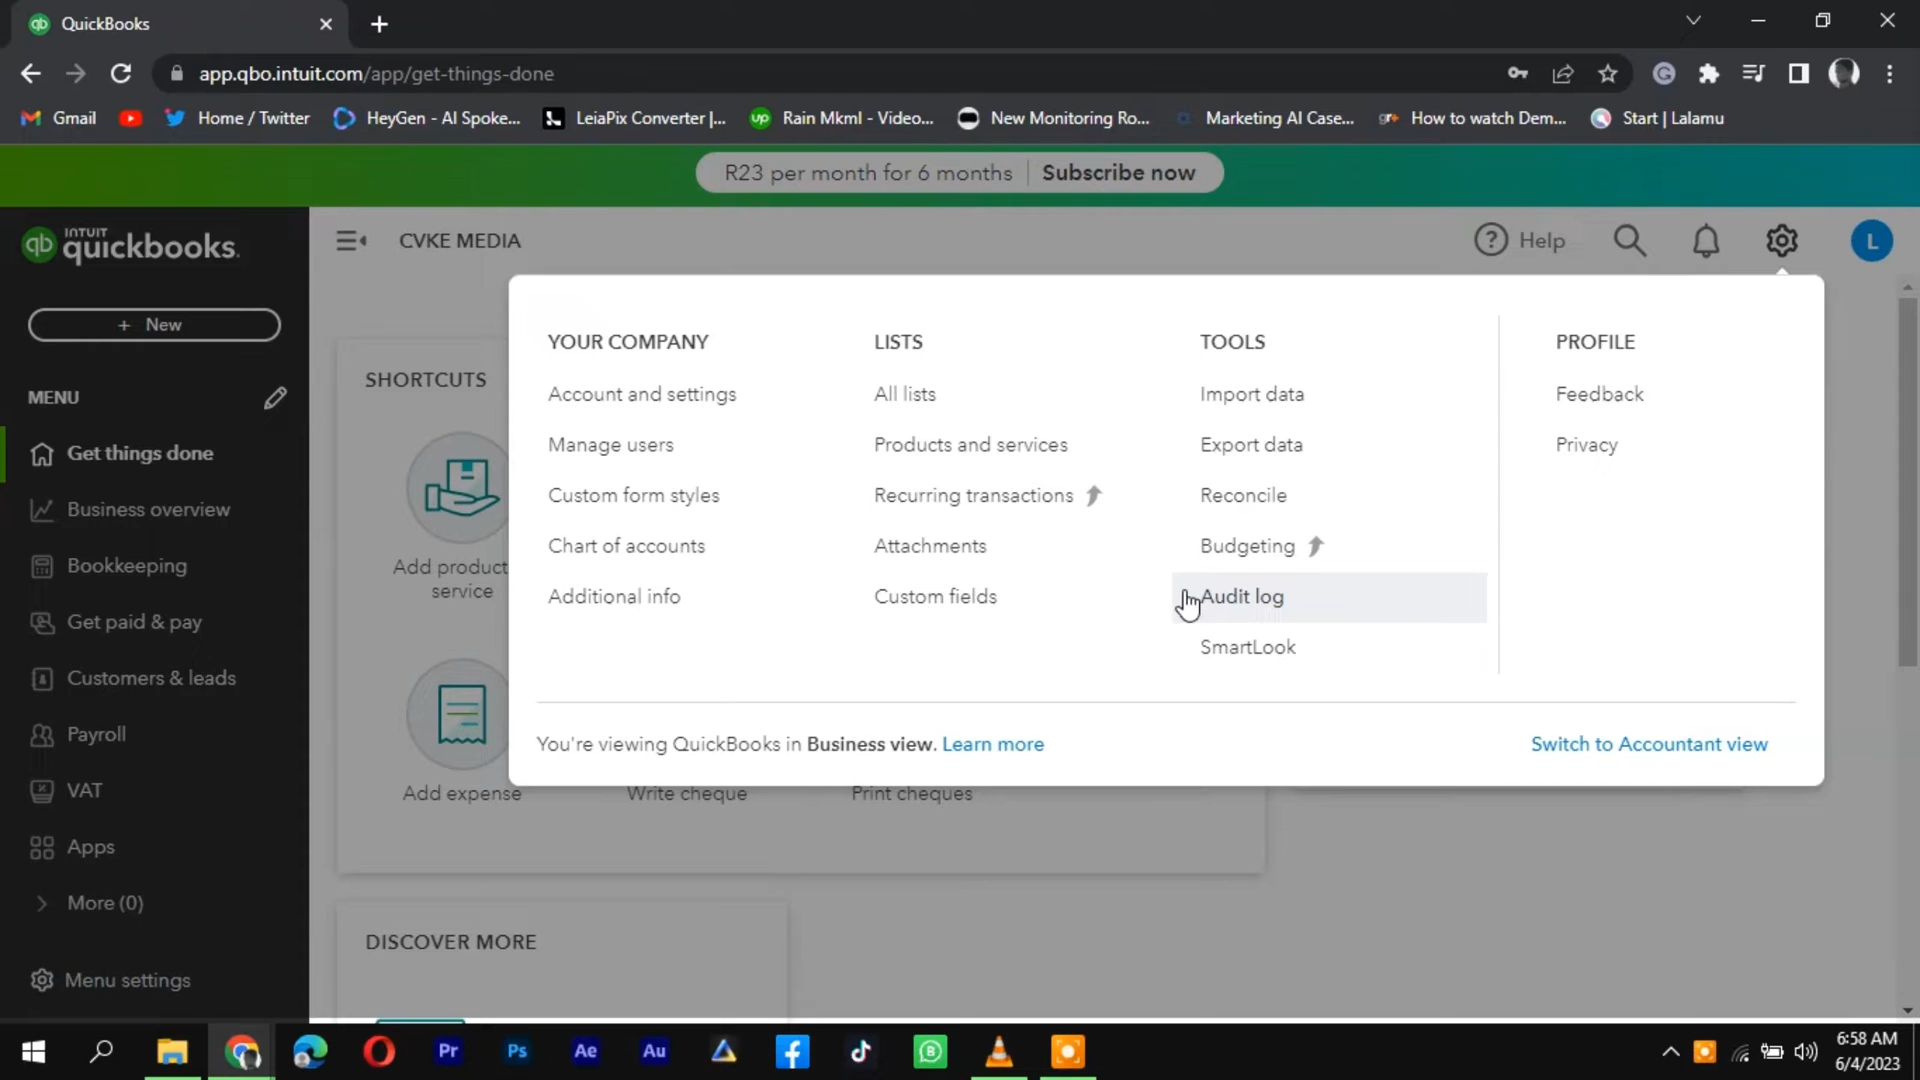 QuickBooks
app.qbo.intuit.com/app/get-things-done
Gmail
Home / Twitter
HeyGen - AI Spoke...
LeiaPix Converter |...
up
Rain Mkml - Video...
New Monitoring Ro...
Marketing AI Case...
gr+
How to watch Dem...
Start | Lalamu
R23 per month for 6 months
Subscribe now
qb
INTUIT
quickbooks.
CVKE MEDIA
Help
L
+ New
MENU
Get things done
Business overview
Bookkeeping
Get paid & pay
Customers & leads
Payroll
VAT
Apps
More (0)
Menu settings
SHORTCUTS
Add product
service
Add expense
Write cheque
Print cheques
DISCOVER MORE
YOUR COMPANY
Account and settings
Manage users
Custom form styles
Chart of accounts
Additional info
LISTS
All lists
Products and services
Recurring transactions
Attachments
Custom fields
TOOLS
Import data
Export data
Reconcile
Budgeting
Audit log
SmartLook
PROFILE
Feedback
Privacy
You're viewing QuickBooks in Business view. Learn more
Switch to Accountant view
Pr
Ps
Ae
Au
6:58 AM
6/4/2023